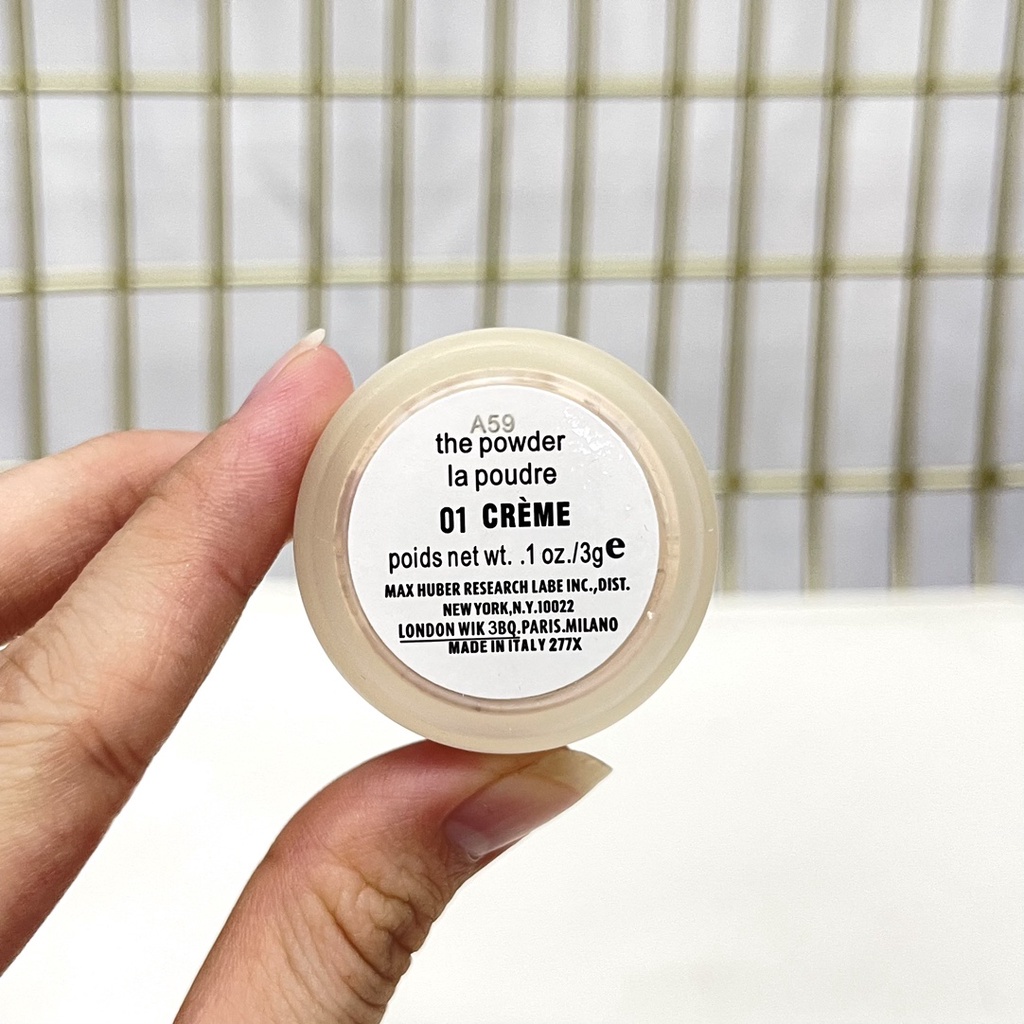 A59
the powder
la poudre
01 CRÈME
poids net wt. .1 oz./3g e
MAX HUBER RESEARCH LABE INC.,DIST.
NEW YORK,N.Y.10022
LONDON WIK 3BQ.PARIS.MILANO
MADE IN ITALY 277X